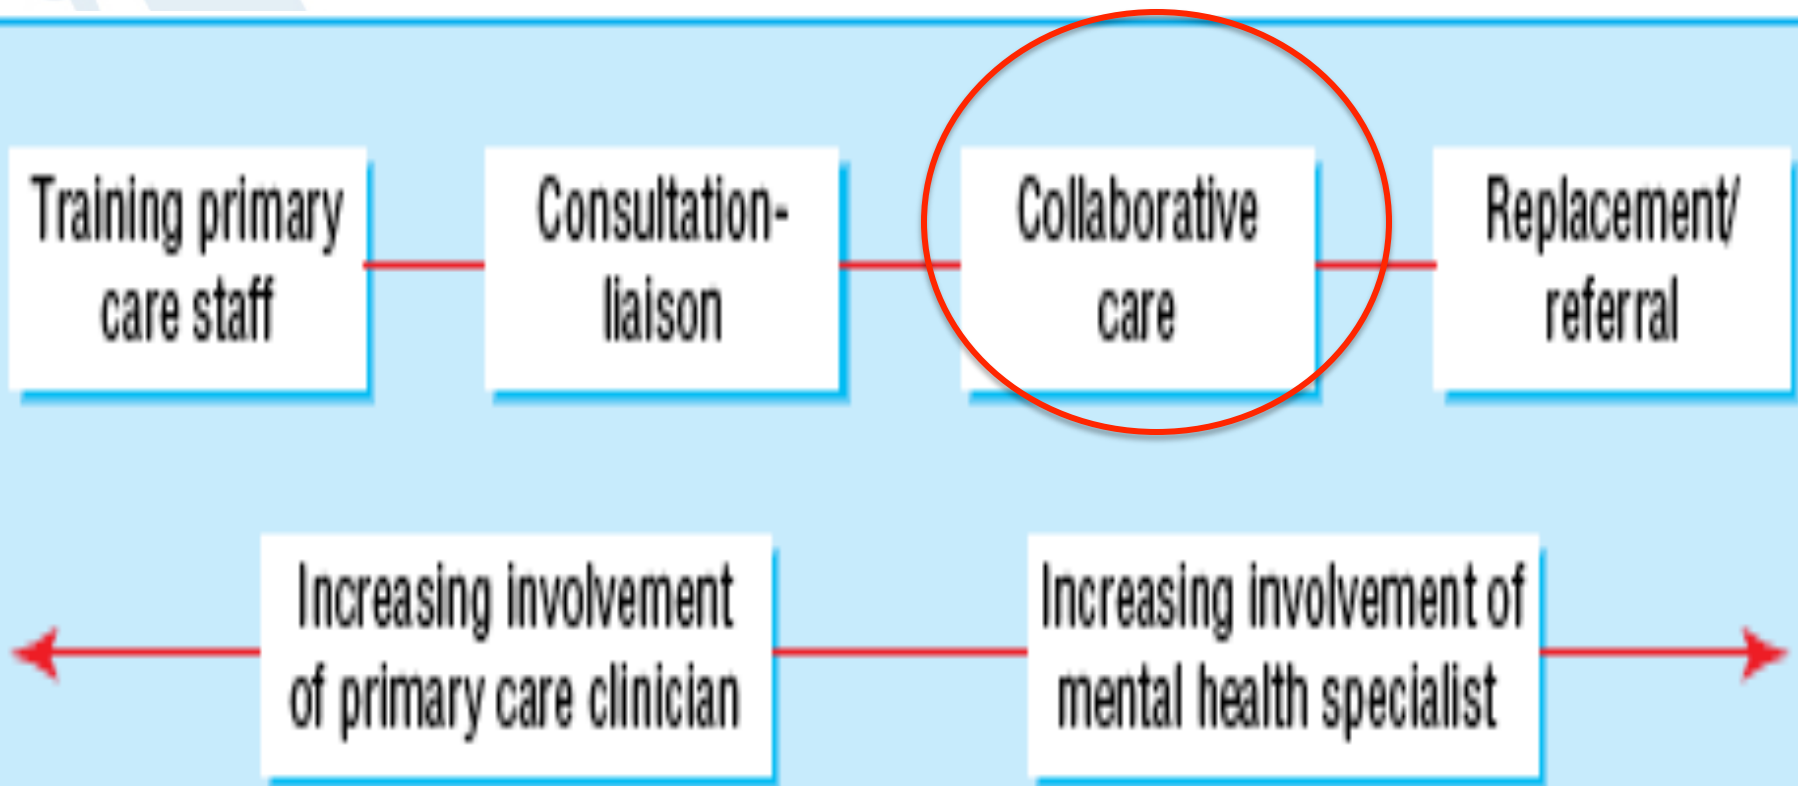 Training primary
care staff
Consultation-
liaison
Collaborative
care
Replacement/
referral
Increasing involvement
of primary care clinician
Increasing involvement of
mental health specialist